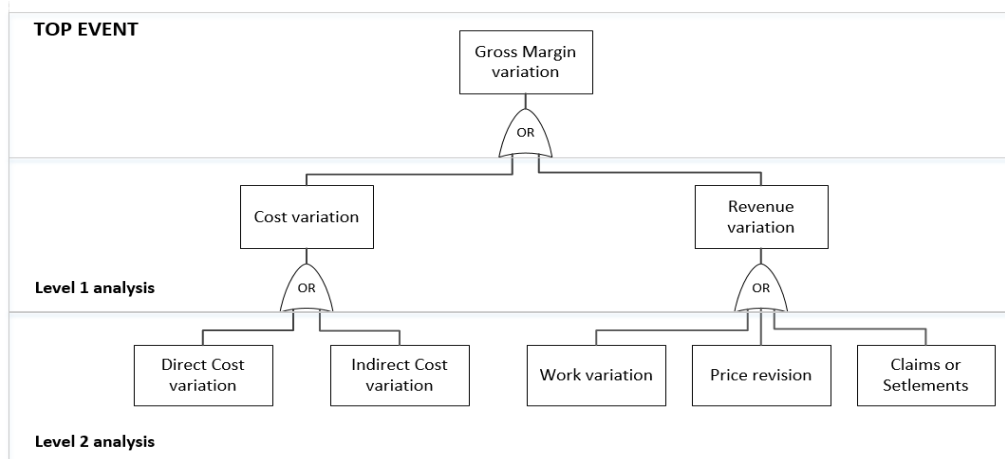 TOP EVENT
Gross Margin
variation
OR
Cost variation
Revenue
variation
Level 1 analysis
OR
OR
Direct Cost
variation
Indirect Cost
variation
Work variation
Price revision
Claims or
Setlements
Level 2 analysis